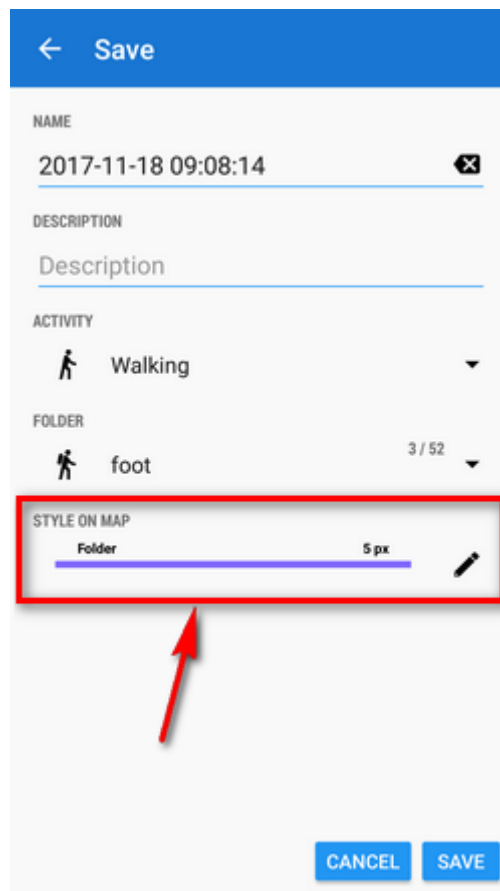 Save
NAME
2017-11-18 09:08:14
DESCRIPTION
Description
ACTIVITY
Walking
FOLDER
foot 3 / 52
STYLE ON MAP
Folder 5 px
CANCEL SAVE